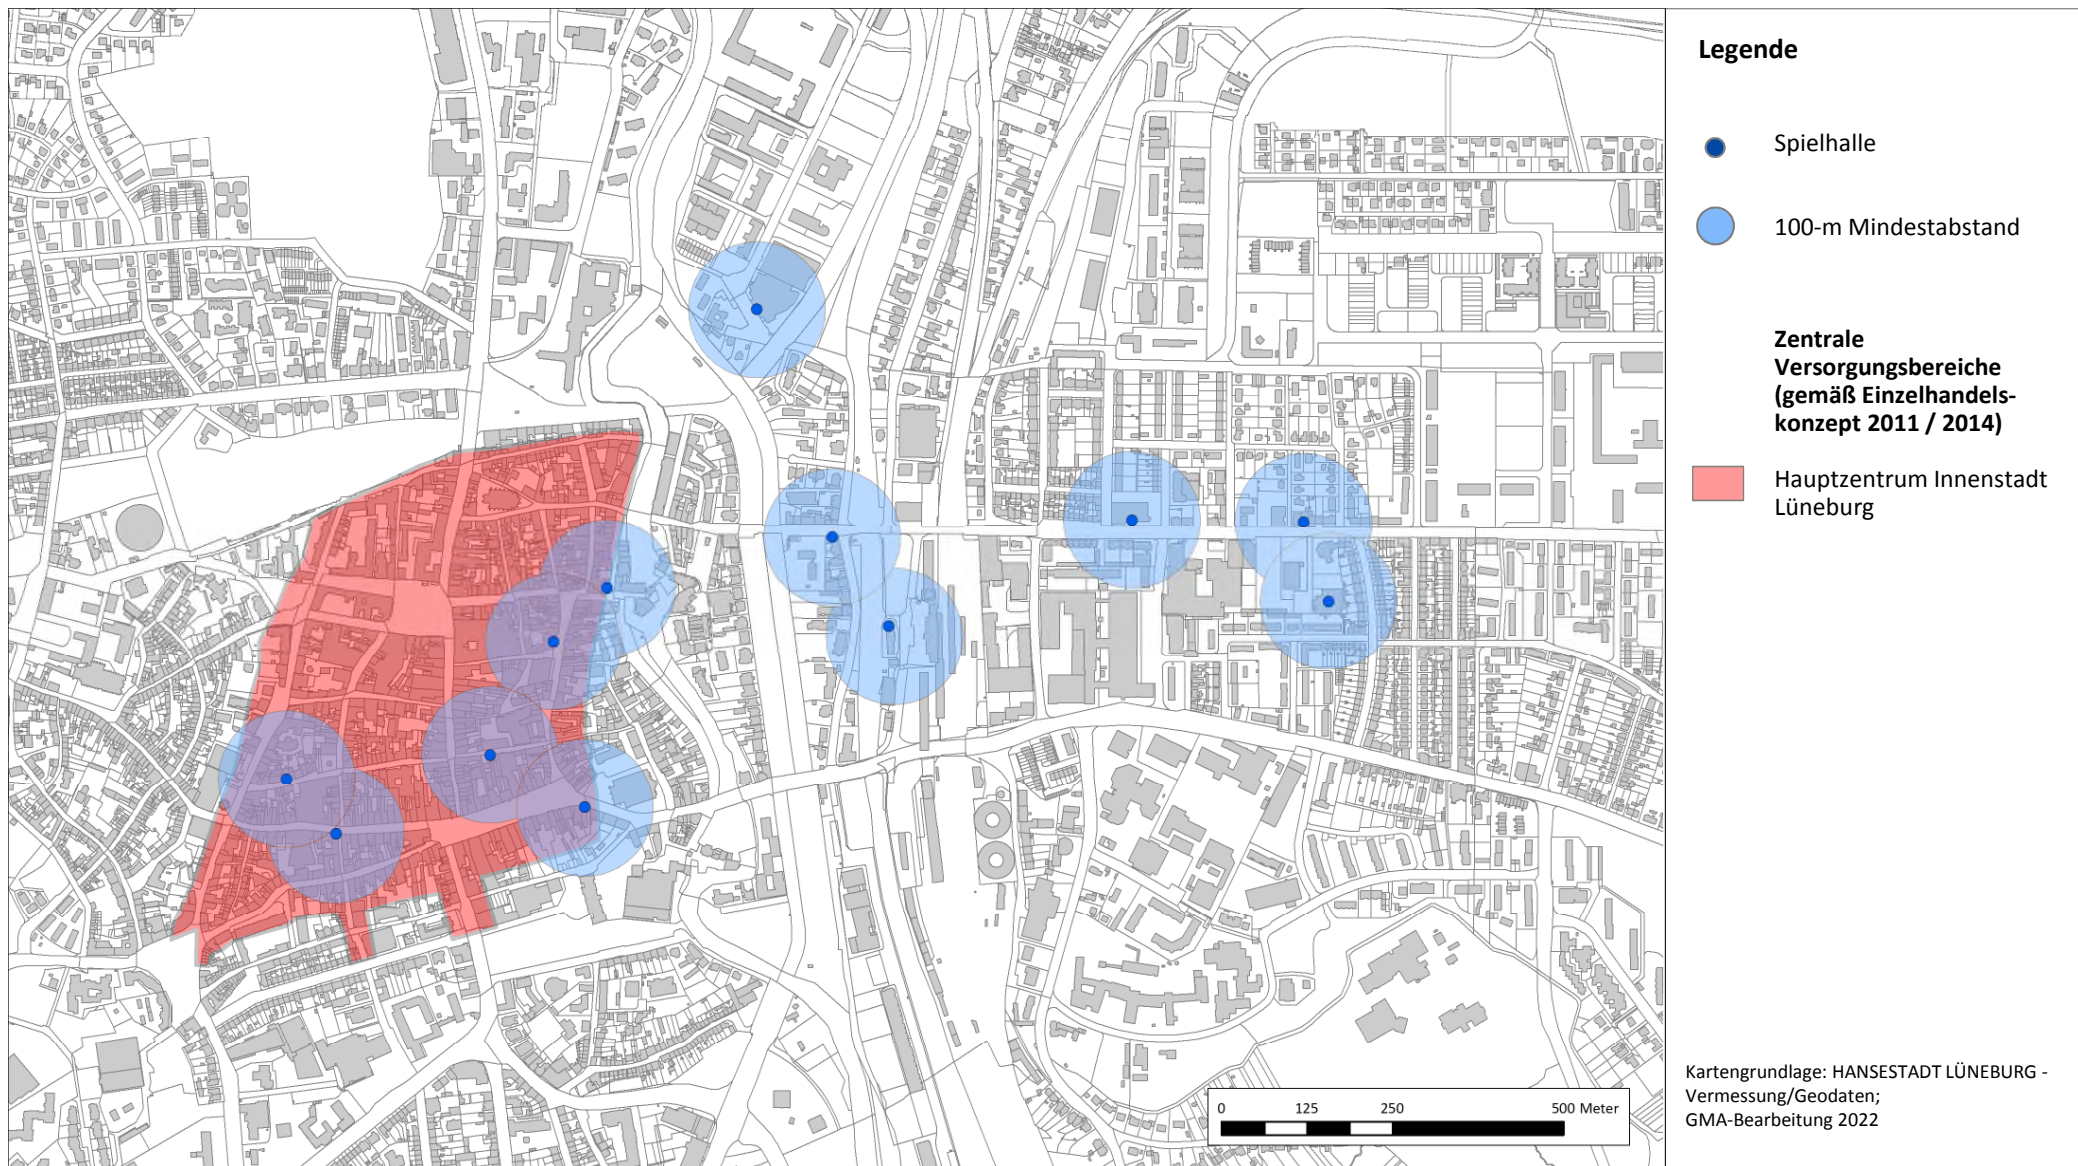 Legende
Spielhalle
100-m Mindestabstand
Zentrale
Versorgungsbereiche
(gemäß Einzelhandels-
konzept 2011 / 2014)
Hauptzentrum Innenstadt
Lüneburg
Kartengrundlage: HANSESTADT LÜNEBURG -
Vermessung/Geodaten;
GMA-Bearbeitung 2022
0 125 250 500 Meter